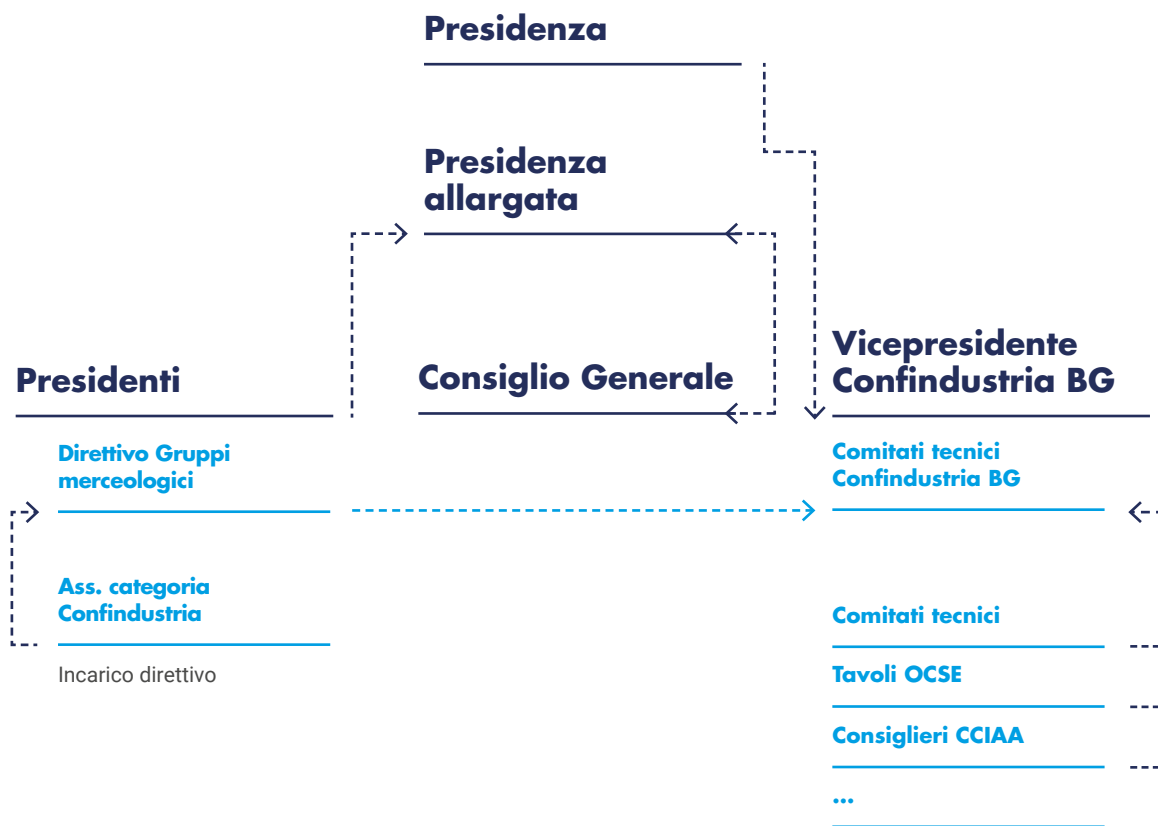 Presidenza
Presidenza
allargata
Presidenti
Consiglio Generale
Vicepresidente
Confindustria BG
Direttivo Gruppi
merceologici
Comitati tecnici
Confindustria BG
Ass. categoria
Confindustria
Incarico direttivo
Comitati tecnici
Tavoli OCSE
Consiglieri CCIAA
...